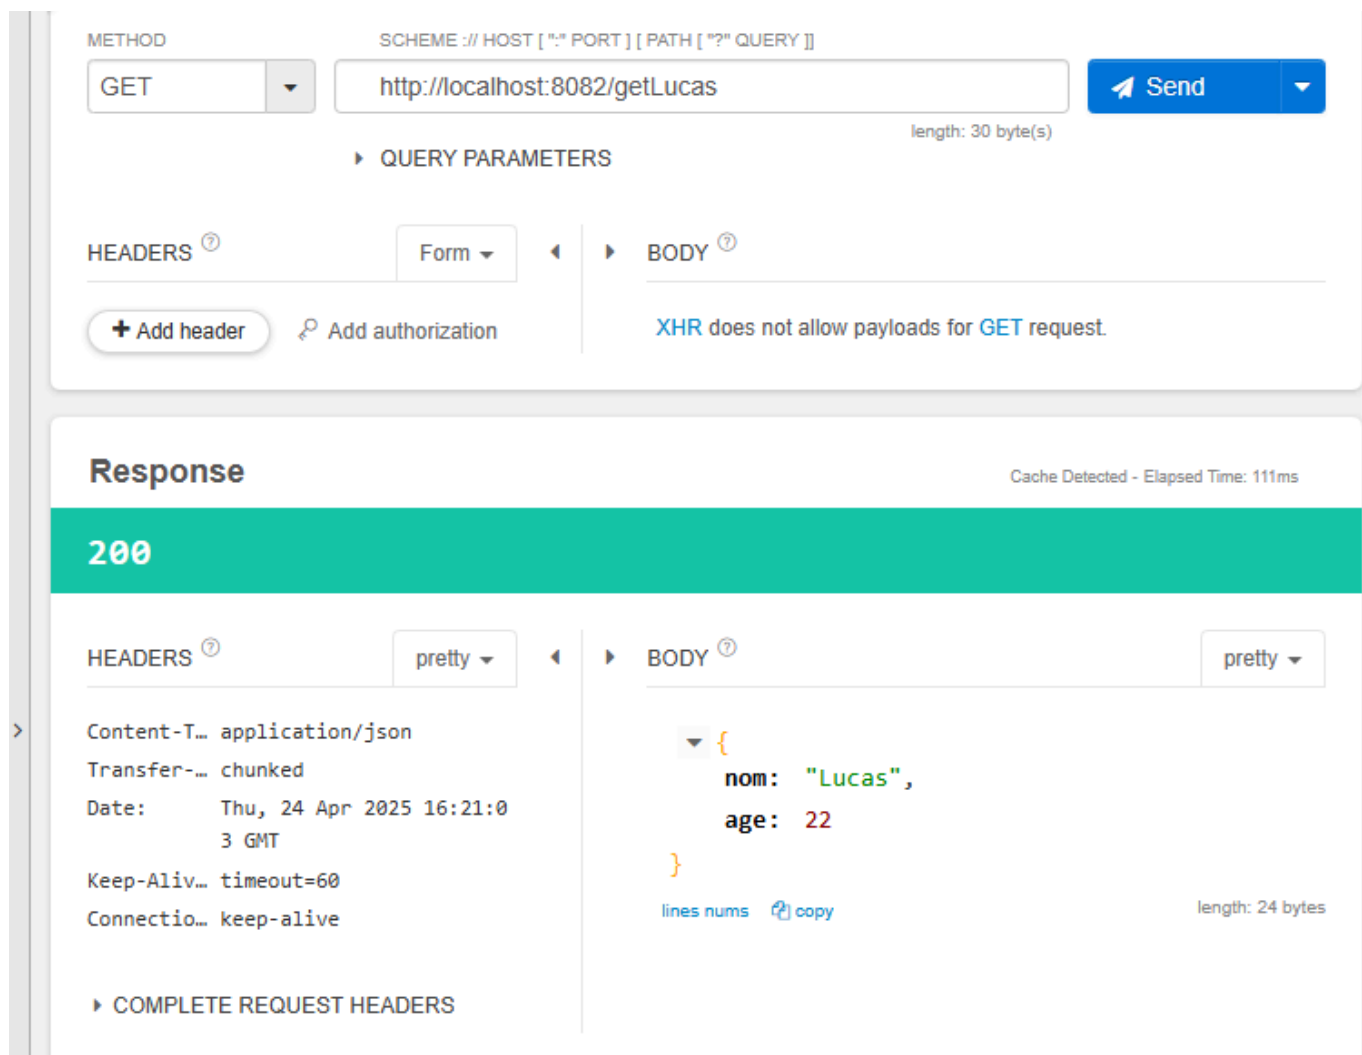 METHOD
SCHEME :// HOST [ ":" PORT ] [ PATH [ "?" QUERY ]]
GET
http://localhost:8082/getLucas
Send
length: 30 byte(s)
QUERY PARAMETERS
HEADERS ?
Form
BODY ?
+ Add header
Add authorization
XHR does not allow payloads for GET request.
Response
Cache Detected - Elapsed Time: 111ms
200
HEADERS ?
pretty
BODY ?
pretty
Content-T… application/json
Transfer-… chunked
Date: Thu, 24 Apr 2025 16:21:0
3 GMT
Keep-Aliv… timeout=60
Connectio… keep-alive
COMPLETE REQUEST HEADERS
{
nom: "Lucas",
age: 22
}
lines nums copy
length: 24 bytes